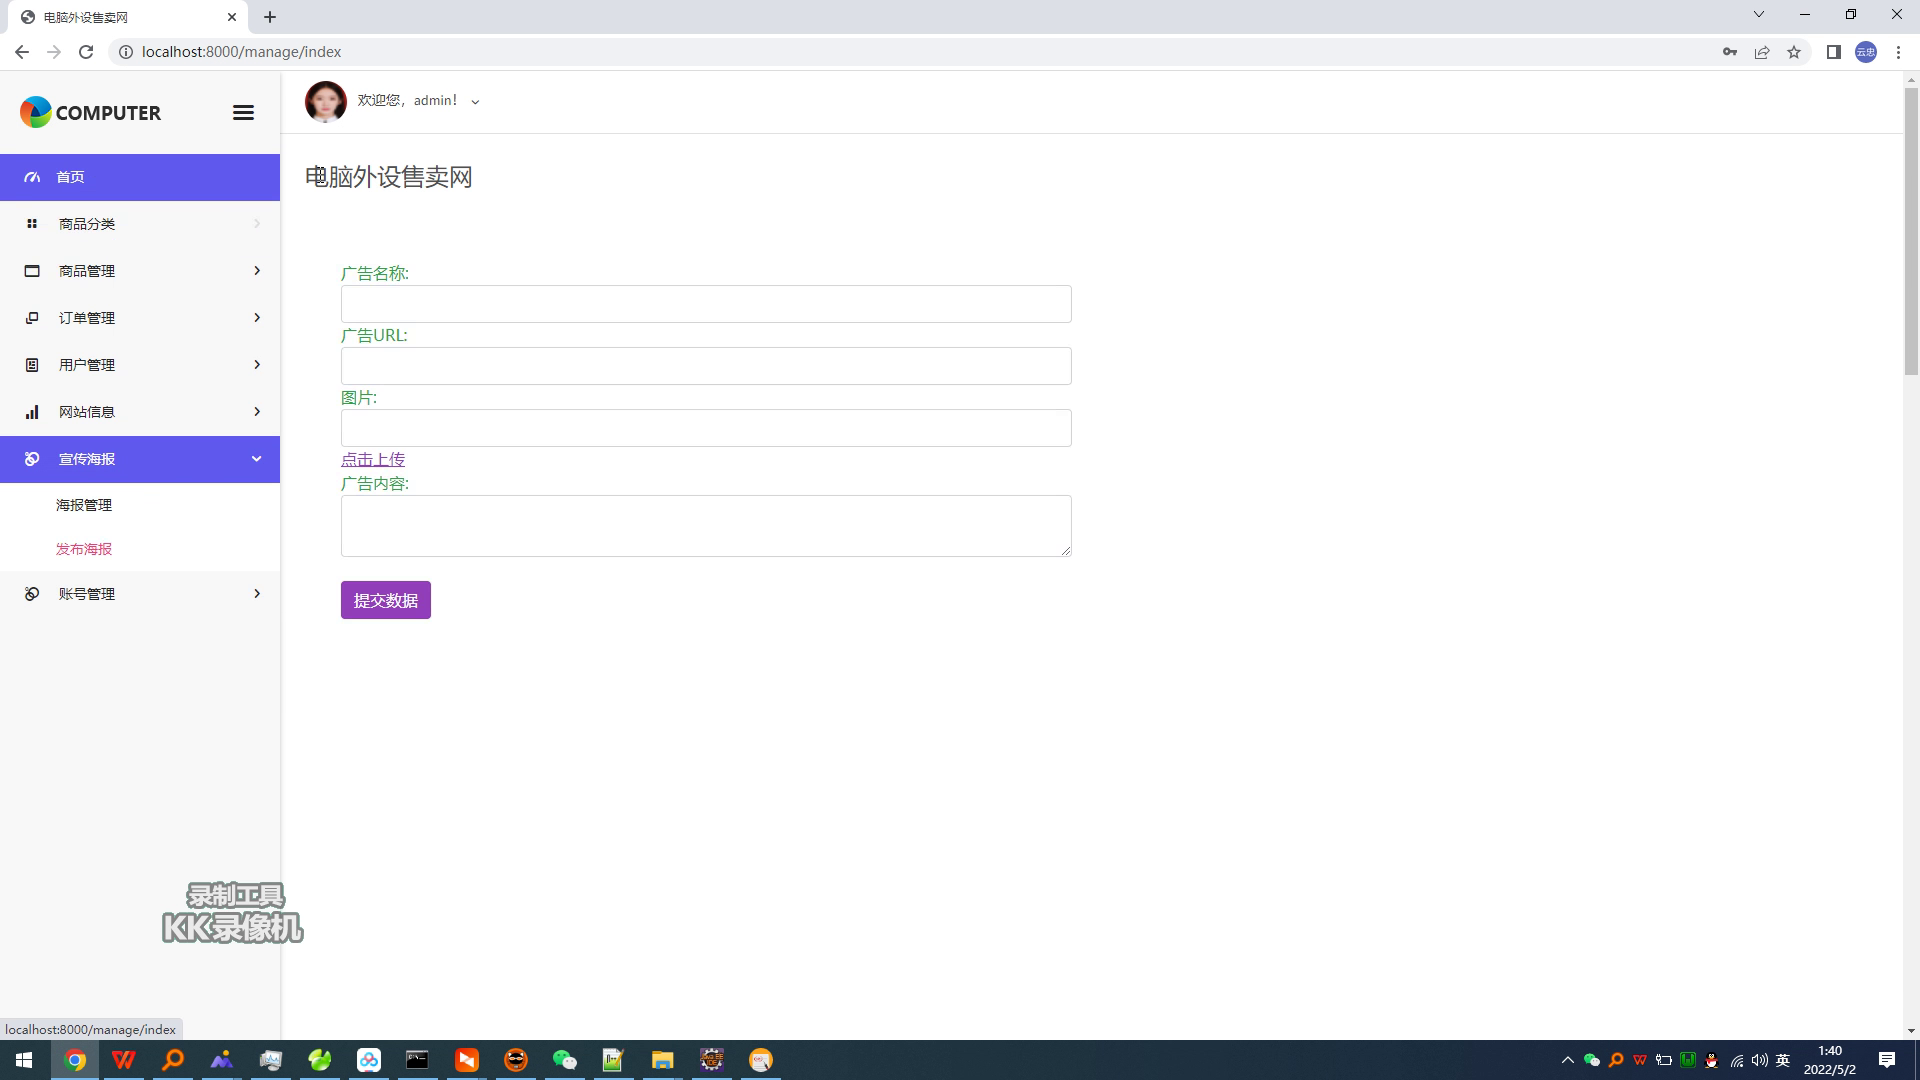 电脑外设售卖网
localhost:8000/manage/index
云忠
COMPUTER
欢迎您，admin！
首页
电脑外设售卖网
商品分类
商品管理
订单管理
用户管理
网站信息
宣传海报
海报管理
发布海报
账号管理
广告名称:
广告URL:
图片:
点击上传
广告内容:
提交数据
录制工具
KK录像机
localhost:8000/manage/index
英
1:40
2022/5/2